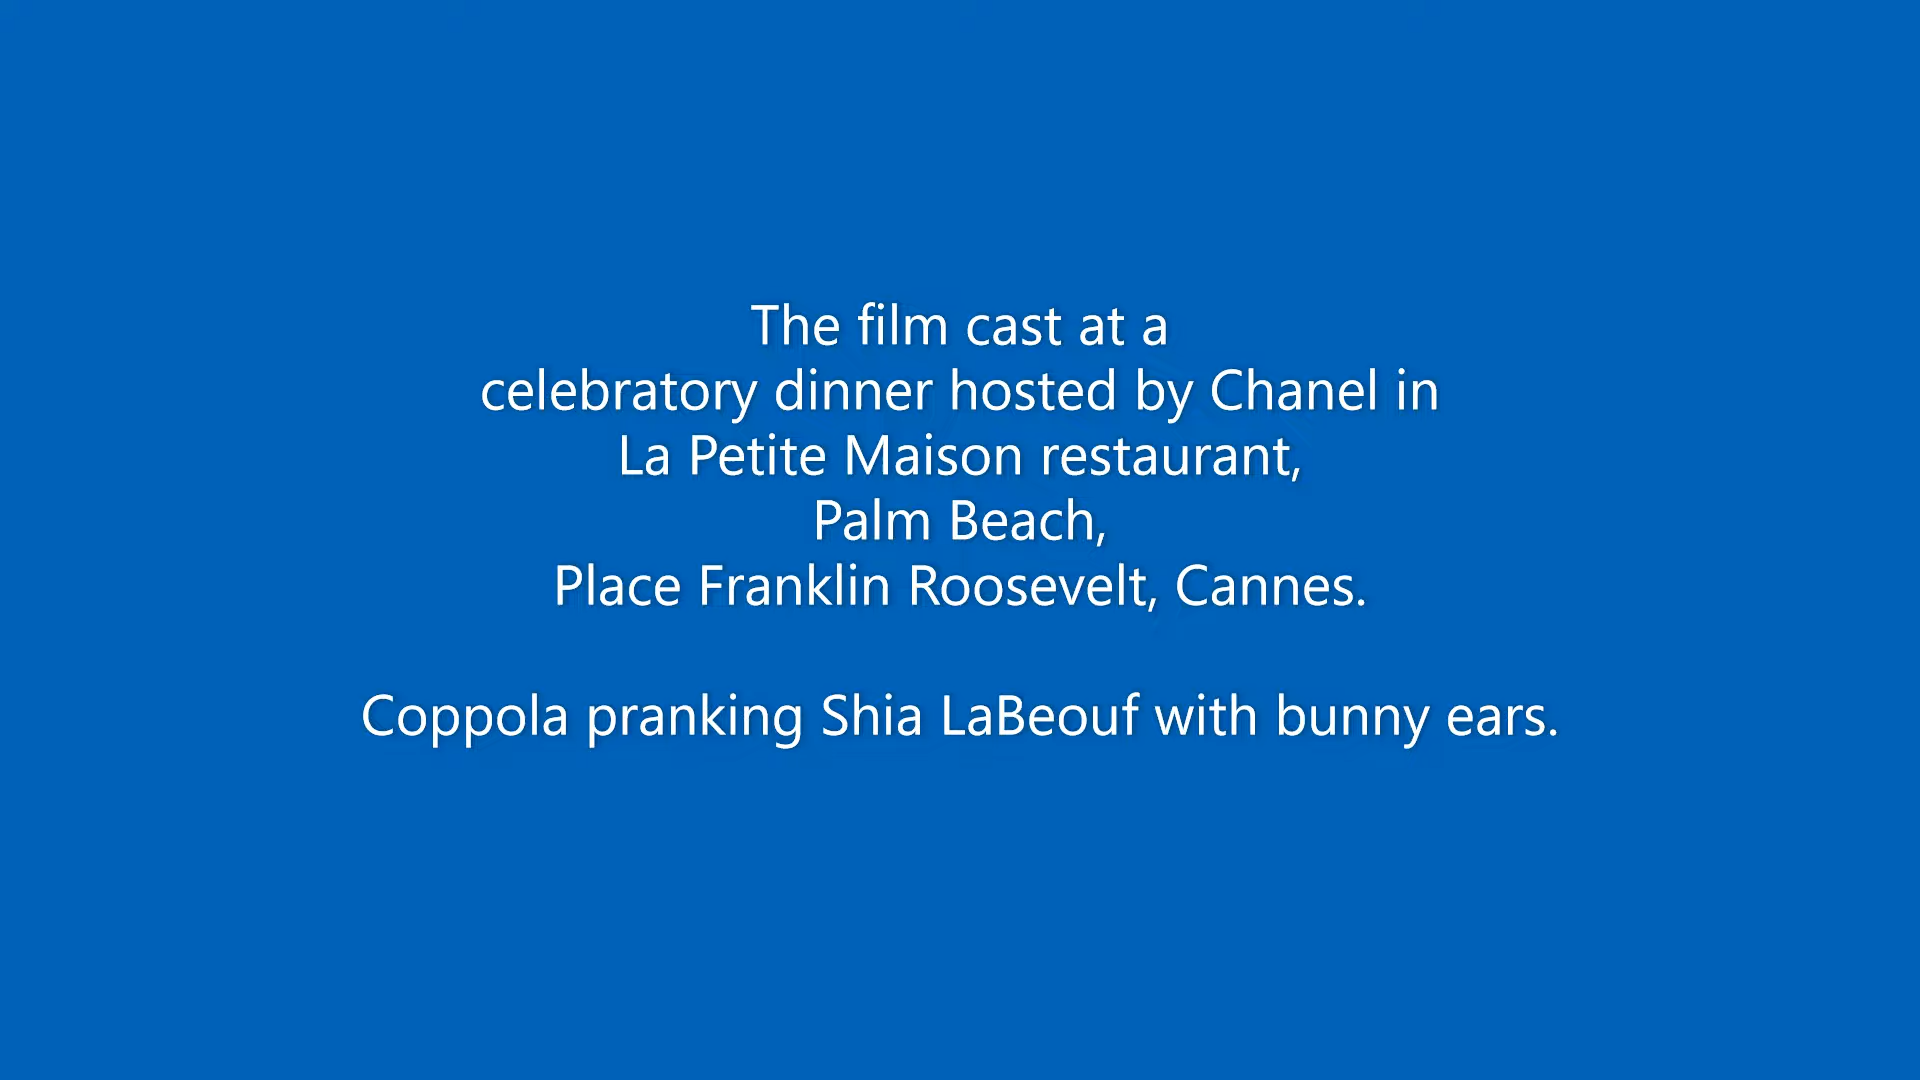 The film cast at a
celebratory dinner hosted by Chanel in
La Petite Maison restaurant,
Palm Beach,
Place Franklin Roosevelt, Cannes.
Coppola pranking Shia LaBeouf with bunny ears.